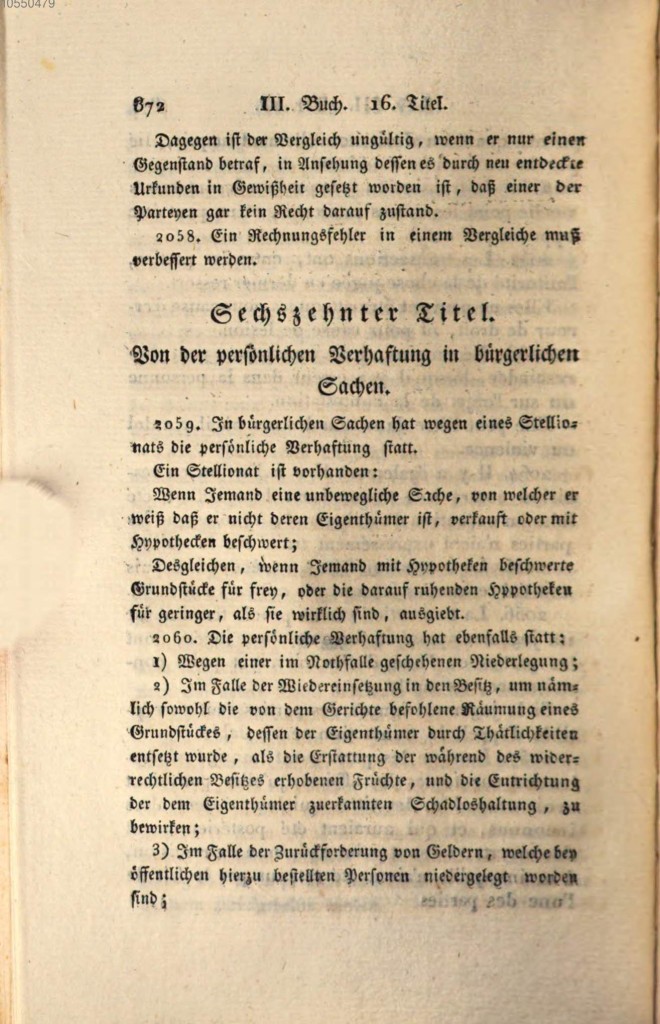 10550479
872 III. Buch. 16. Titel.
Dagegen ist der Vergleich ungültig, wenn er nur einen
Gegenstand betraf, in Ansehung dessen es durch neu entdeckte
Urkunden in Gewißheit gesetzt worden ist, daß einer der
Parteyen gar kein Recht darauf zustand.
2058. Ein Rechnungsfehler in einem Vergleiche muß
verbessert werden.
Sechszehnter Titel.
Von der persönlichen Verhaftung in bürgerlichen
Sachen.
2059. In bürgerlichen Sachen hat wegen eines Stellio=
nats die persönliche Verhaftung statt.
Ein Stellionat ist vorhanden:
Wenn Jemand eine unbewegliche Sache, von welcher er
weiß daß er nicht deren Eigenthümer ist, verkauft oder mit
Hypothecken beschwert;
Desgleichen, wenn Jemand mit Hypotheken beschwerte
Grundstücke für frey, oder die darauf ruhenden Hypotheken
für geringer, als sie wirklich sind, ausgiebt.
2060. Die persönliche Verhaftung hat ebenfalls statt:
1) Wegen einer im Nothfalle geschehenen Niederlegung;
2) Im Falle der Wiedereinsetzung in den Besitz, um näm=
lich sowohl die von dem Gerichte befohlene Räumung eines
Grundstückes, dessen der Eigenthümer durch Thätlichkeiten
entsetzt wurde, als die Erstattung der während des wider=
rechtlichen Besitzes erhobenen Früchte, und die Entrichtung
der dem Eigenthümer zuerkannten Schadloshaltung, zu
bewirken;
3) Im Falle der Zurückforderung von Geldern, welche bey
öffentlichen hierzu bestellten Personen niedergelegt worden
sind;